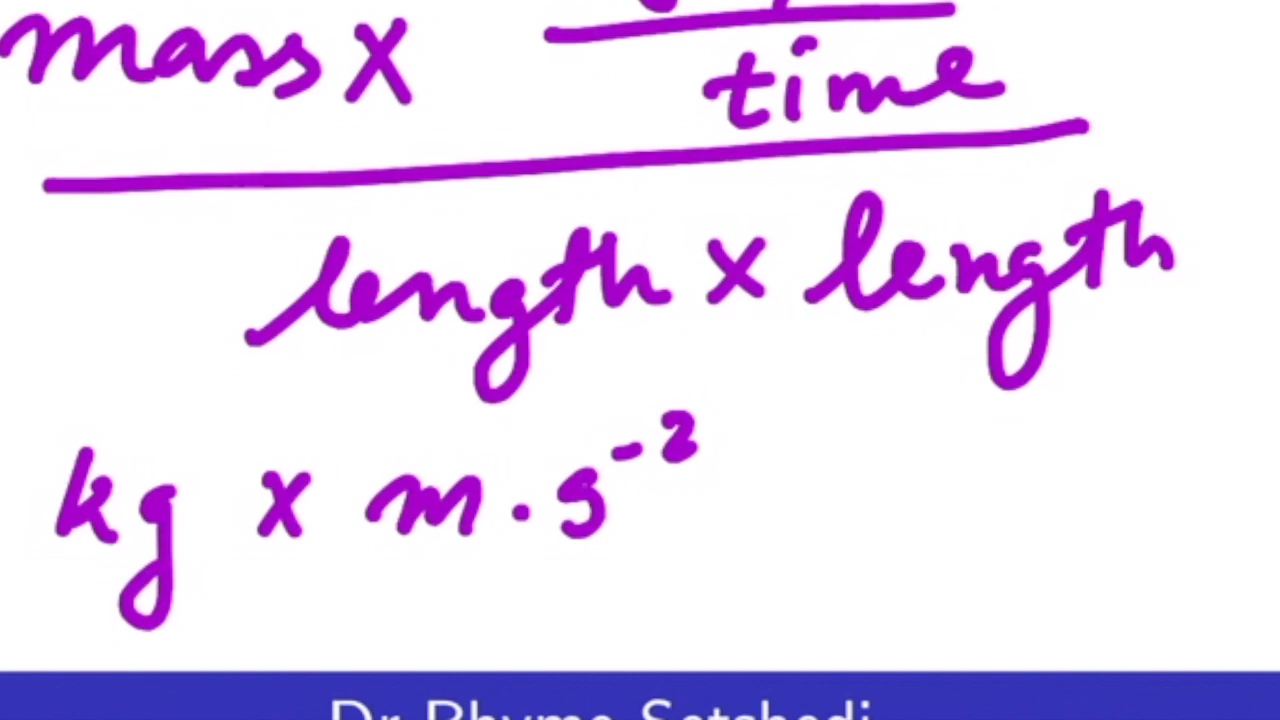 mass x
time
length x length
kg x m.s⁻²